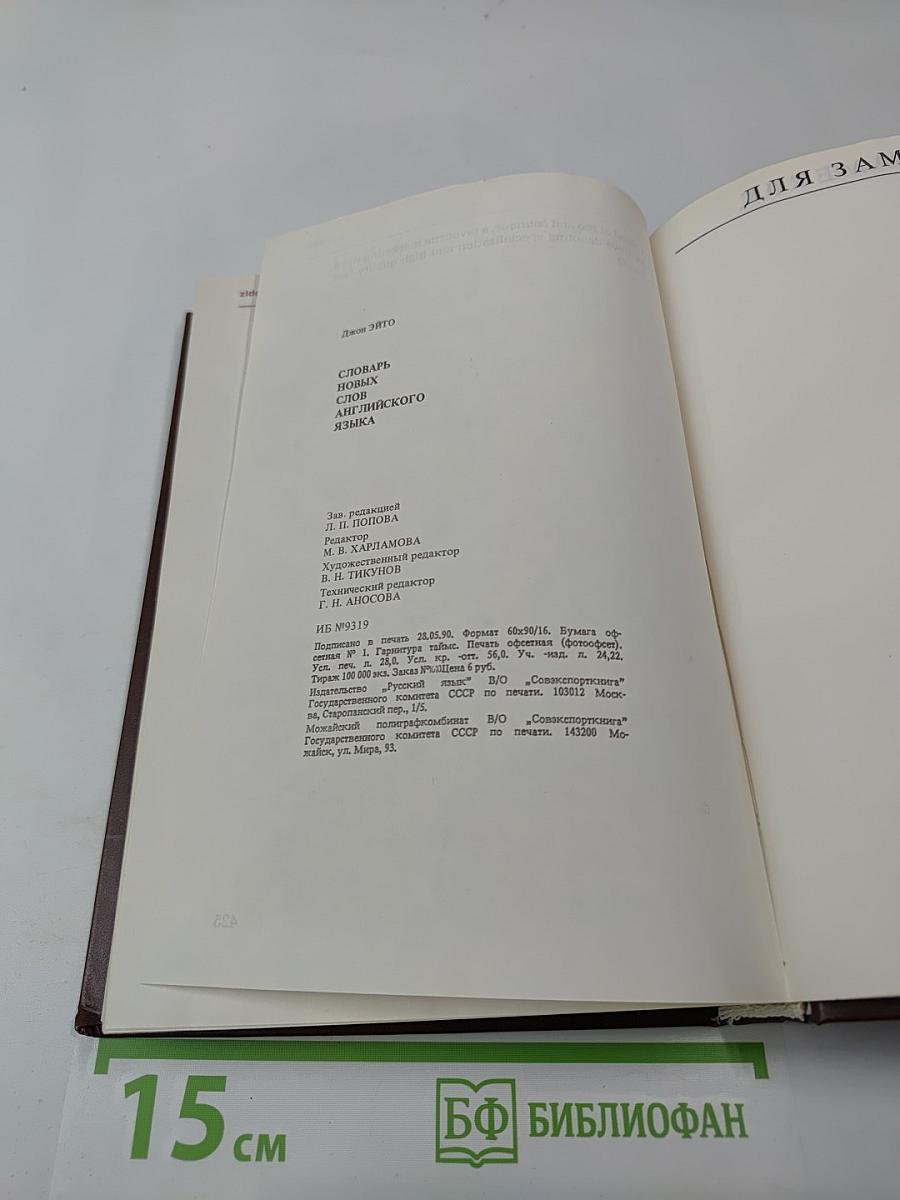 ДЛЯ ЗАМ
Джон ЭЙТО
СЛОВАРЬ
НОВЫХ
СЛОВ
АНГЛИЙСКОГО
ЯЗЫКА
Зав. редакцией
Л. П. ПОПОВА
Редактор
М. В. ХАРЛАМОВА
Художественный редактор
В. Н. ТИКУНОВ
Технический редактор
Г. Н. АНОСОВА
ИБ №9319
Подписано в печать 28.05.90. Формат 60х90/16. Бумага оф-
сетная № 1. Гарнитура таймс. Печать офсетная (фотоофсет).
Усл. печ. л. 28,0. Усл. кр. -отт. 56,0. Уч. -изд. л. 24,22.
Тираж 100 000 экз. Заказ № Цена 6 руб.
Издательство „Русский язык" В/О „Совэкспорткнига"
Государственного комитета СССР по печати. 103012 Моск-
ва, Старопанский пер., 1/5.
Можайский полиграфкомбинат В/О „Совэкспорткнига"
Государственного комитета СССР по печати. 143200 Мо-
жайск, ул. Мира, 93.
425
15 см
БФ БИБЛИОФАН